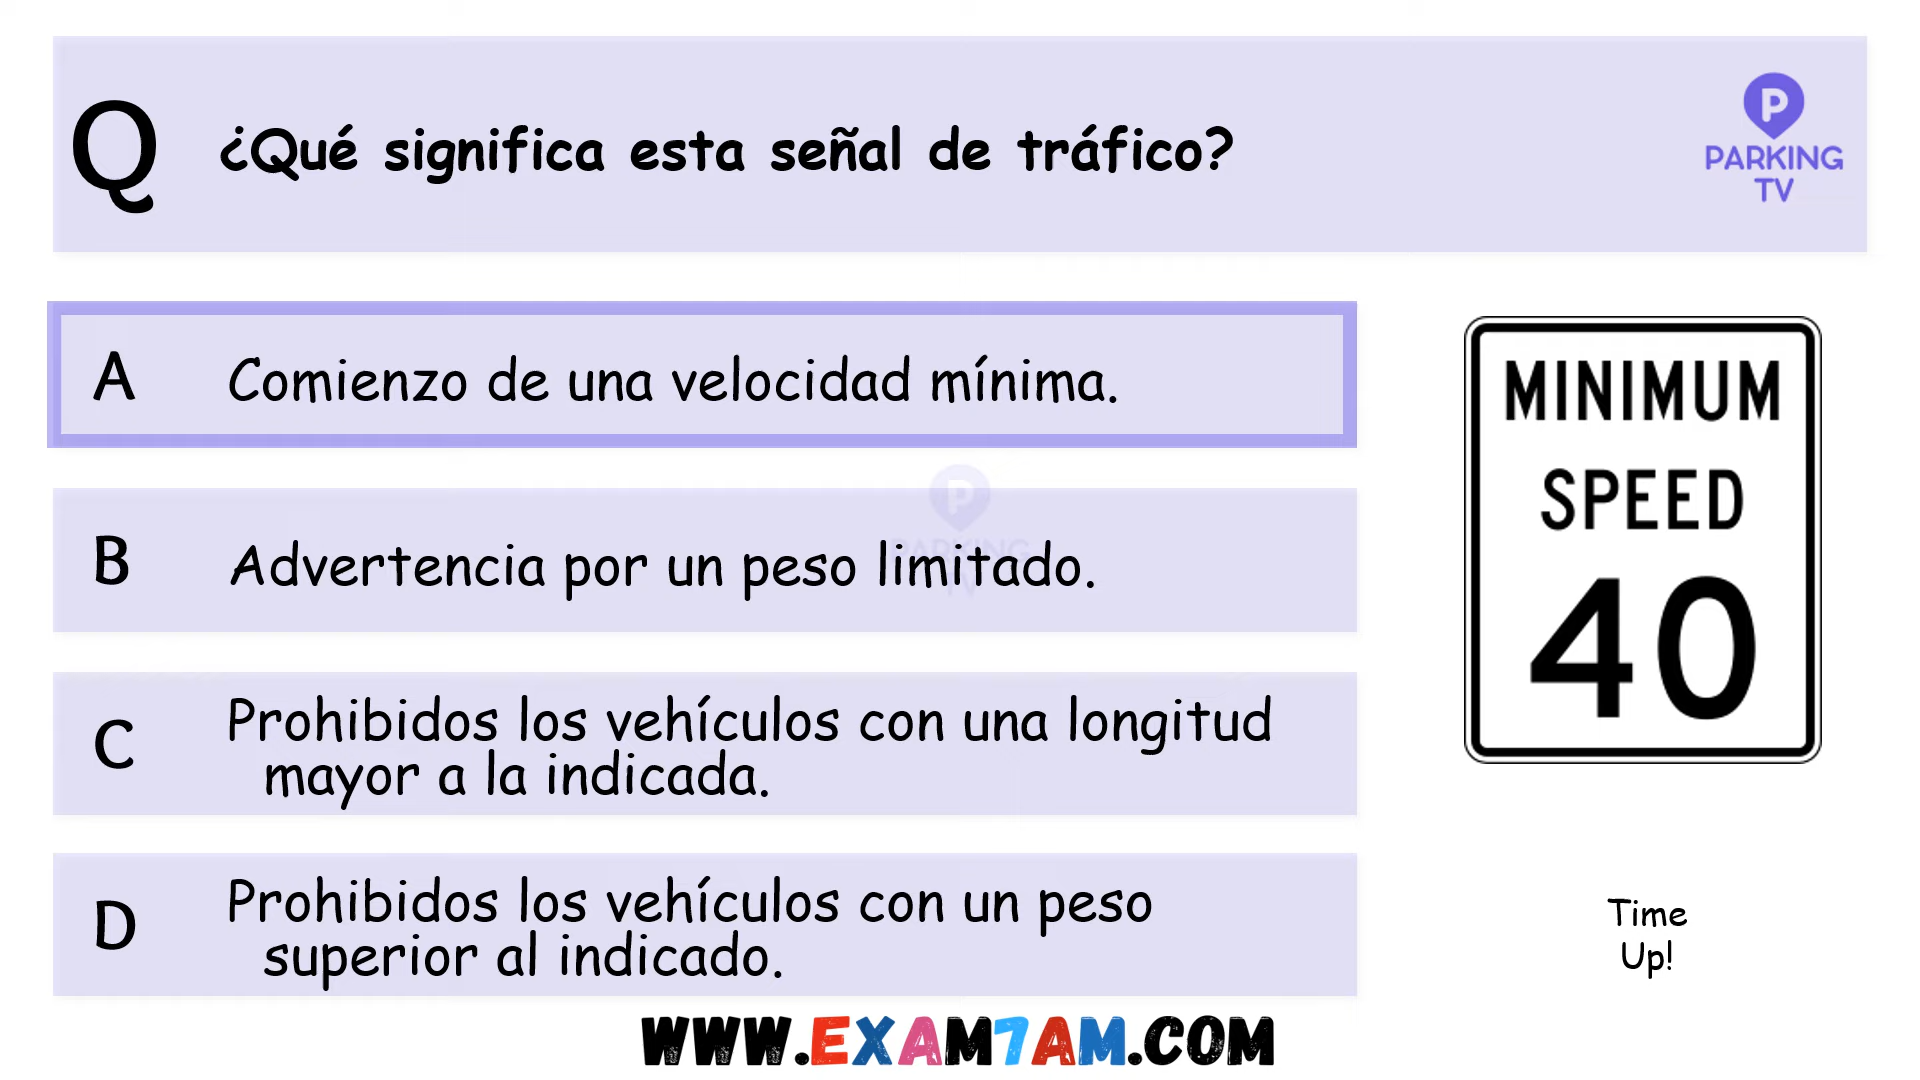 Q ¿Qué significa esta señal de tráfico?
P
PARKING
TV
A Comienzo de una velocidad mínima.
B Advertencia por un peso limitado.
C Prohibidos los vehículos con una longitud
mayor a la indicada.
D Prohibidos los vehículos con un peso
superior al indicado.
MINIMUM
SPEED
40
P
PARKING
TV
Time
Up!
WWW.EXAM7AM.COM